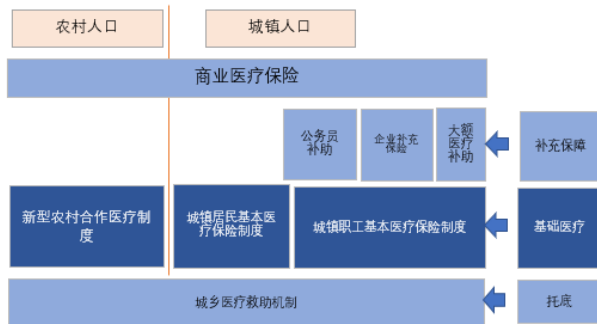 农村人口
城镇人口
商业医疗保险
公务员
补助
企业补充
保险
大额
医疗
补助
补充保障
新型农村合作医疗制
度
城镇居民基本医
疗保险制度
城镇职工基本医疗保险制度
基础医疗
城乡医疗救助机制
托底